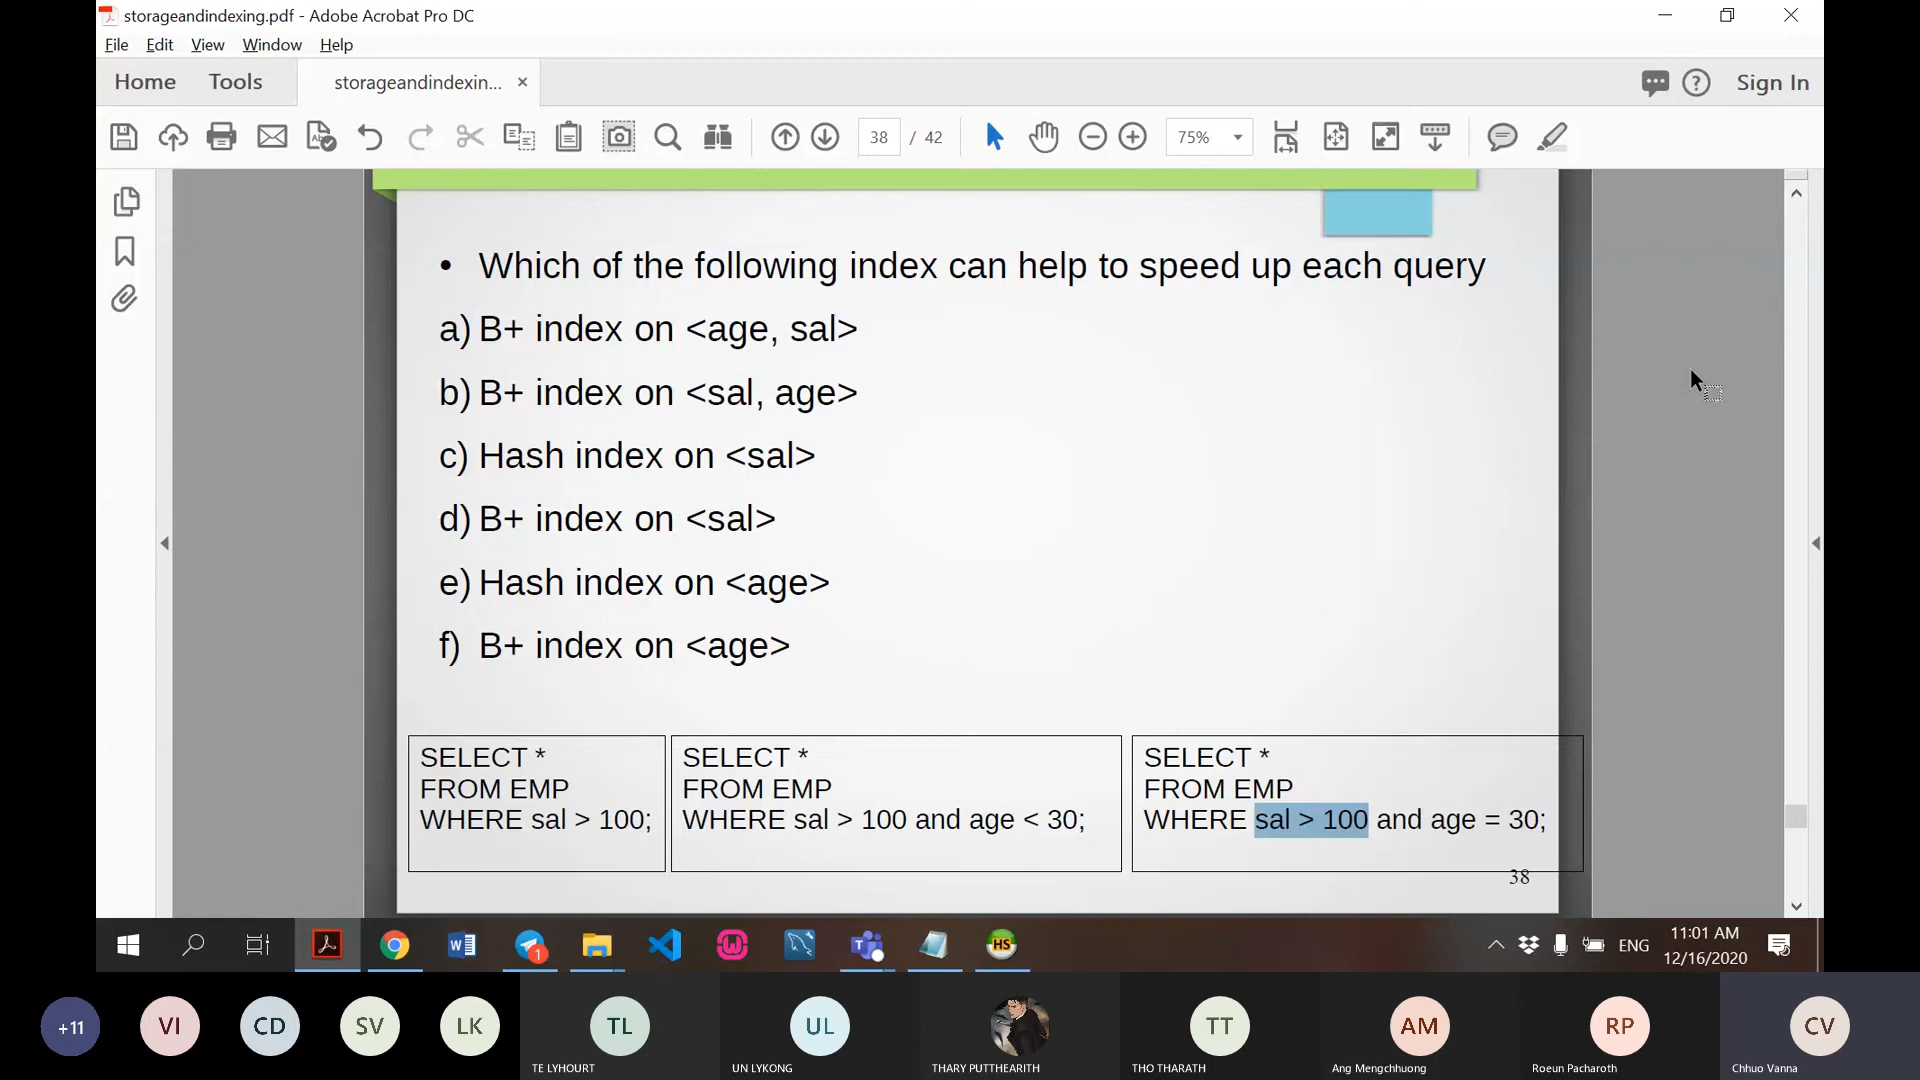 storageandindexing.pdf - Adobe Acrobat Pro DC
File Edit View Window Help
Home Tools storageandindexin... × Sign In
38 / 42 75%
• Which of the following index can help to speed up each query
a) B+ index on <age, sal>
b) B+ index on <sal, age>
c) Hash index on <sal>
d) B+ index on <sal>
e) Hash index on <age>
f) B+ index on <age>
SELECT *
FROM EMP
WHERE sal > 100;
SELECT *
FROM EMP
WHERE sal > 100 and age < 30;
SELECT *
FROM EMP
WHERE sal > 100 and age = 30;
38
1
HS
ENG
11:01 AM
12/16/2020
+11 VI CD SV LK TL UL TT AM RP CV
TE LYHOURT UN LYKONG THARY PUTTHEARITH THO THARATH Ang Mengchhuong Roeun Pacharoth Chhuo Vanna